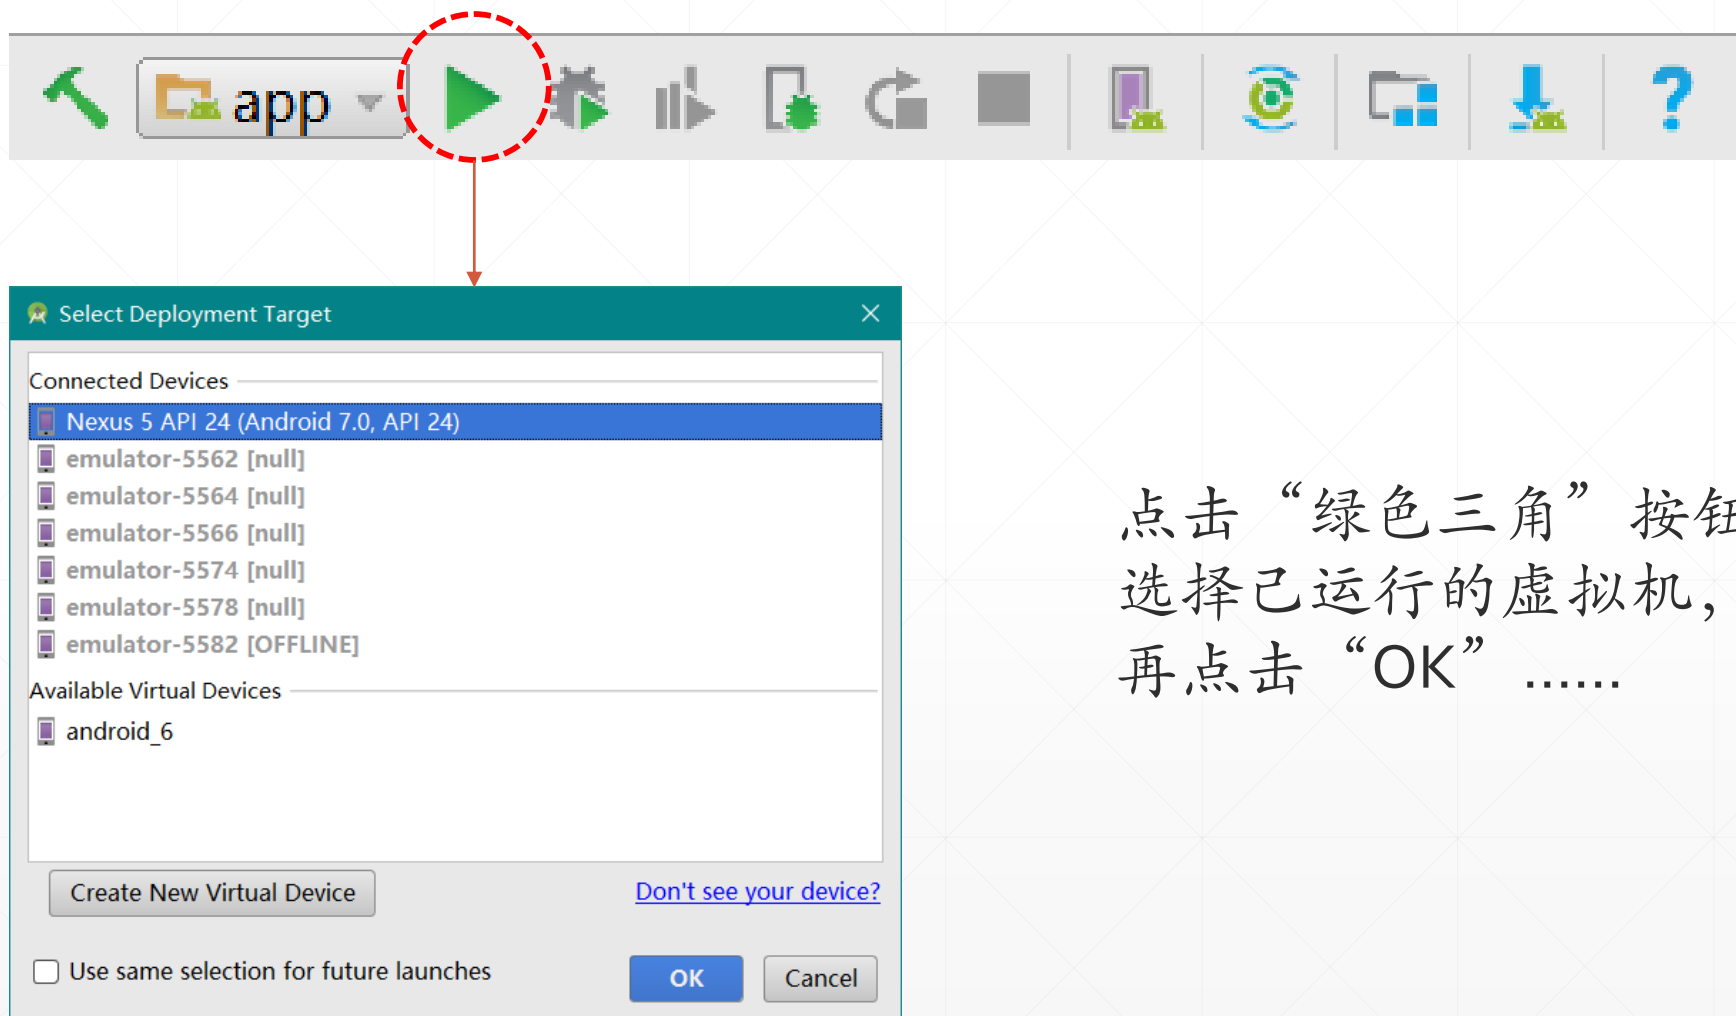 app
Select Deployment Target
Connected Devices
Nexus 5 API 24 (Android 7.0, API 24)
emulator-5562 [null]
emulator-5564 [null]
emulator-5566 [null]
emulator-5574 [null]
emulator-5578 [null]
emulator-5582 [OFFLINE]
Available Virtual Devices
android_6
Create New Virtual Device
Don't see your device?
Use same selection for future launches
OK
Cancel
点击“绿色三角”按钮
选择已运行的虚拟机，
再点击“OK”……